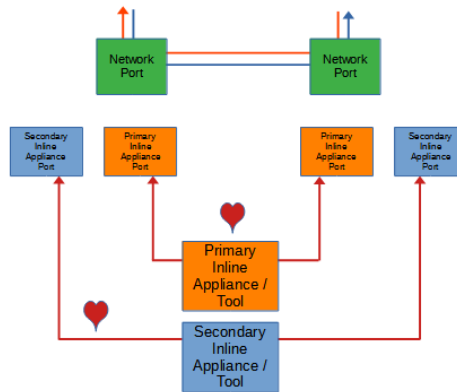 Network
Port
Network
Port
Secondary
Inline
Appliance
Port
Primary
Inline
Appliance
Port
Primary
Inline
Appliance
Port
Secondary
Inline
Appliance
Port
Primary
Inline
Appliance /
Tool
Secondary
Inline
Appliance /
Tool